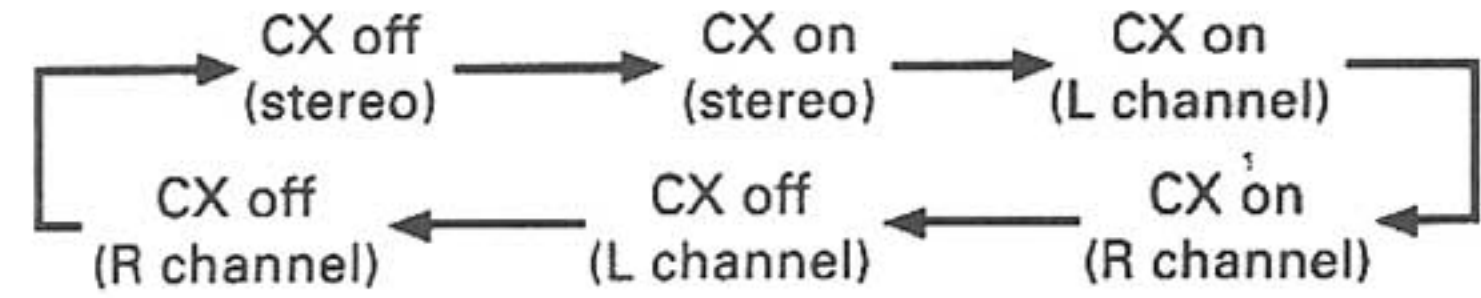 CX off
(stereo)
CX on
(stereo)
CX on
(L channel)
CX on
(R channel)
CX off
(L channel)
CX off
(R channel)